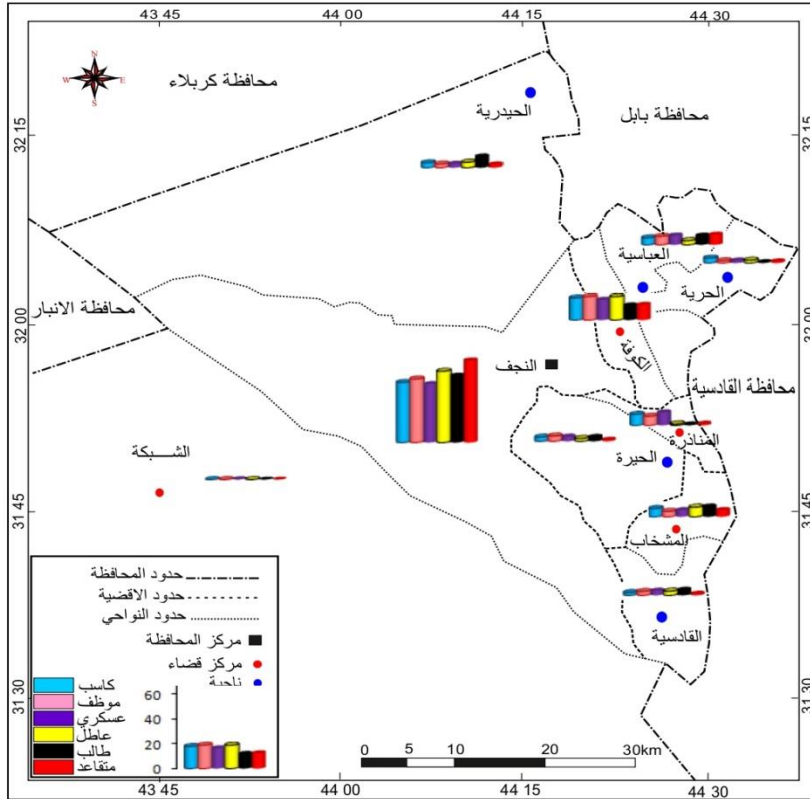 43 45
44 00
44 15
44 30
N
W
E
S
محافظة كربلاء
الحيدرية
محافظة بابل
32.15
32.15
العباسية
الحرية
محافظة الانبار
32.00
32.00
الكوفة
النجف
محافظة القادسية
المناذرة
الشـــبكة
الحيرة
31.45
31.45
المشخاب
القادسية
حدود المحافظة
حدود الاقضية
حدود النواحي
مركز المحافظة
مركز قضاء
ناحية
31.30
31.30
كاسب
موظف
عسكري
عاطل
طالب
متقاعد
60
40
20
0
0
5
10
20
30km
43 45
44 00
44 15
44 30